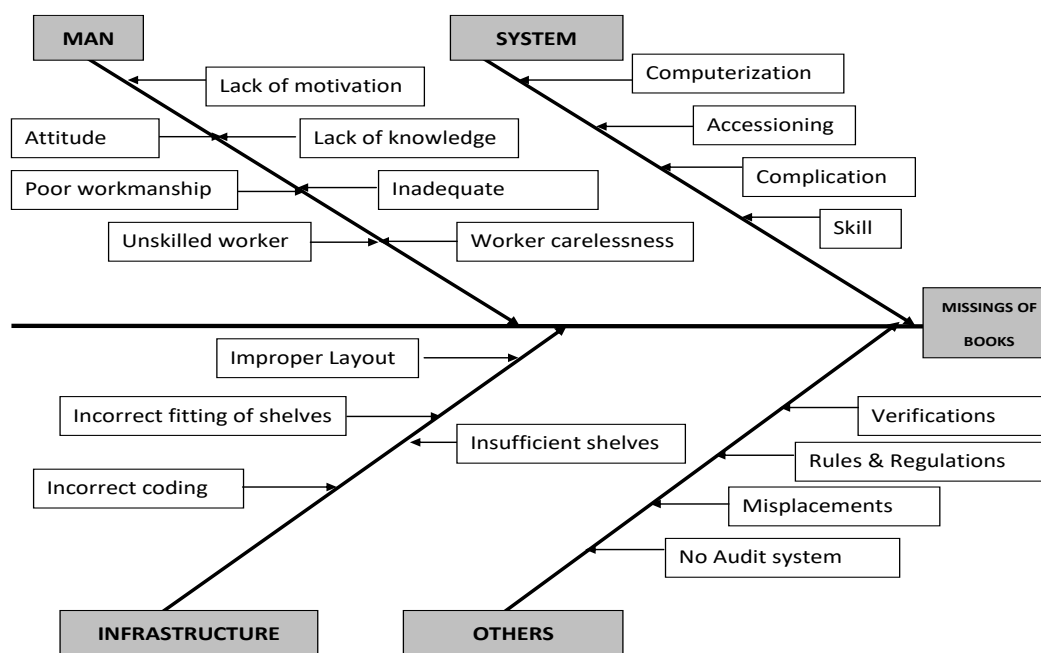 MAN
SYSTEM
Lack of motivation
Computerization
Attitude
Lack of knowledge
Accessioning
Poor workmanship
Inadequate
Complication
Unskilled worker
Worker carelessness
Skill
MISSINGS OF
BOOKS
Improper Layout
Incorrect fitting of shelves
Insufficient shelves
Incorrect coding
Verifications
Rules & Regulations
Misplacements
No Audit system
INFRASTRUCTURE
OTHERS